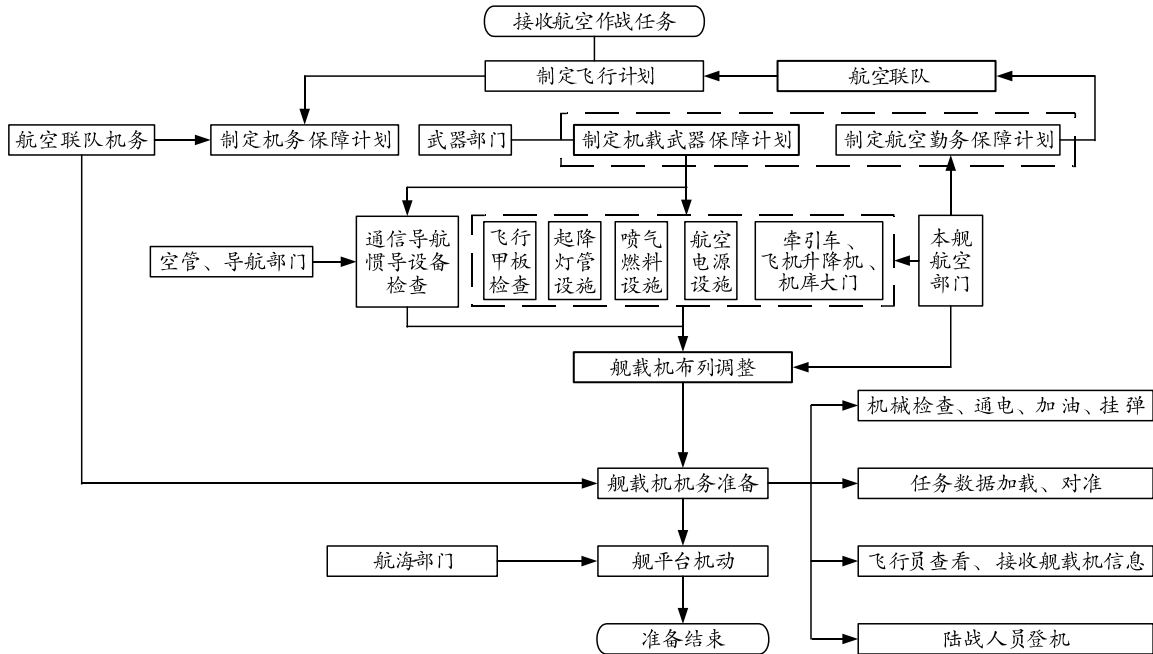 接收航空作战任务
制定飞行计划
航空联队
航空联队机务
制定机务保障计划
武器部门
制定机载武器保障计划
制定航空勤务保障计划
空管、导航部门
通信导航
惯导设备
检查
飞行
甲板
检查
起降
灯管
设施
喷气
燃料
设施
航空
电源
设施
牵引车、
飞机升降机、
机库大门
本舰
航空
部门
舰载机布列调整
机械检查、通电、加油、挂弹
舰载机机务准备
任务数据加载、对准
航海部门
舰平台机动
飞行员查看、接收舰载机信息
准备结束
陆战人员登机